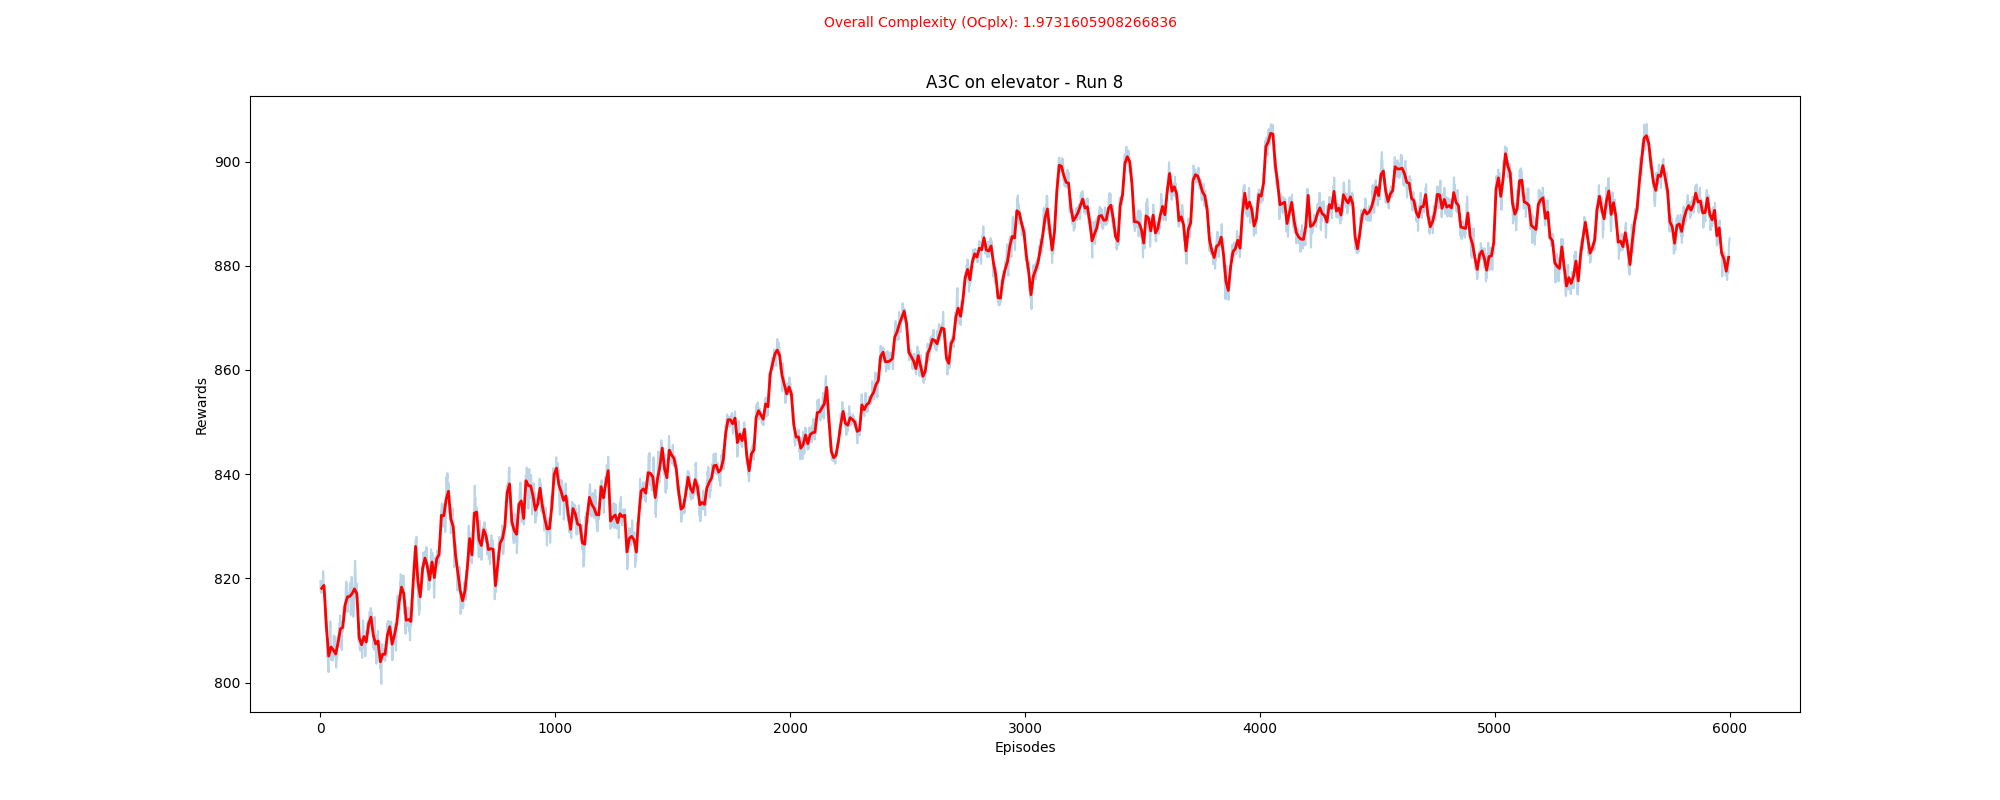 Overall Complexity (OCplx): 1.9731605908266836
A3C on elevator - Run 8
Rewards
900
880
860
840
820
800
0 1000 2000 3000 4000 5000 6000
Episodes